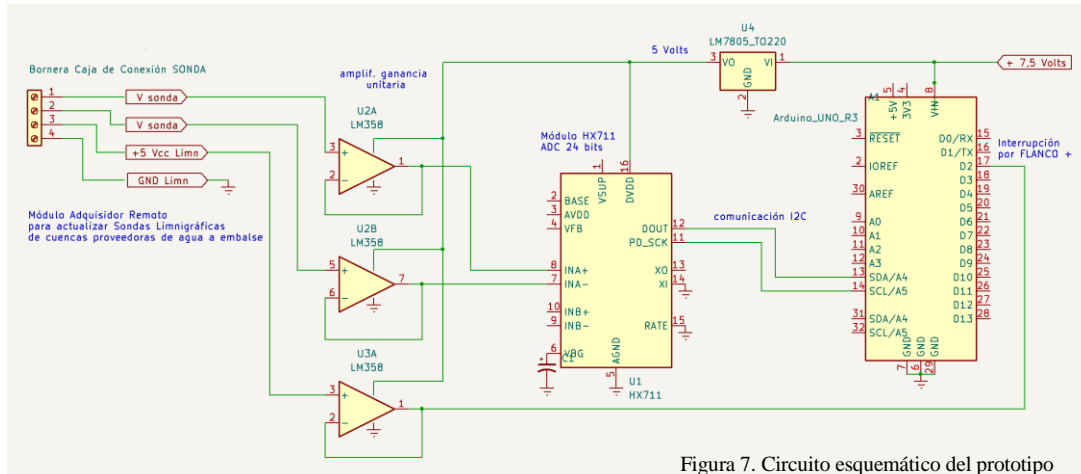 Bornera Caja de Conexión SONDA
1
2
3
4
V sonda
V sonda
+5 Vcc Limn
GND Limn
Módulo Adquisidor Remoto
para actualizar Sondas Limnigráficas
de cuencas proveedoras de agua a embalse
amplif. ganancia
unitaria
U2A
LM358
3
+
2
-
1
U2B
LM358
5
+
6
-
7
U3A
LM358
3
+
2
-
1
Módulo HX711
ADC 24 bits
1
VSUP
16
DVDD
2 BASE
3 AVDD
4 VFB
8 INA+
7 INA-
10 INB+
9 INB-
6 VBG
C1
+
5
AGND
DOUT 12
PD_SCK 11
XO 13
XI 14
RATE 15
U1
HX711
comunicación I2C
5 Volts
U4
LM7805_TO220
3 VO
VI 1
GND
2
+ 7,5 Volts
A1
Arduino_UNO_R3
5
+5V
4
3V3
8
VIN
3 RESET
2 IOREF
30 AREF
9 A0
10 A1
11 A2
12 A3
13 SDA/A4
14 SCL/A5
31 SDA/A4
32 SCL/A5
D0/RX 15
D1/TX 16
D2 17
D3 18
D4 19
D5 20
D6 21
D7 22
D8 23
D9 24
D10 25
D11 26
D12 27
D13 28
GND
GND
GND
7
6
29
Interrupción
por FLANCO +
Figura 7. Circuito esquemático del prototipo